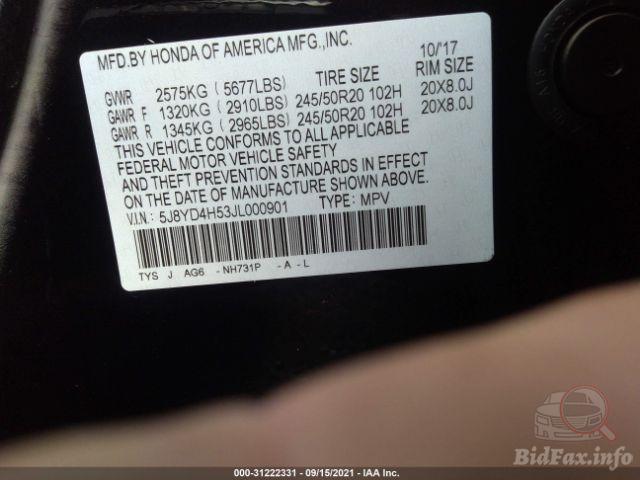 MFD.BY HONDA OF AMERICA MFG.,INC. 10/'17
GVWR 2575KG ( 5677LBS) TIRE SIZE RIM SIZE
GAWR F 1320KG ( 2910LBS) 245/50R20 102H 20X8.0J
GAWR R 1345KG ( 2965LBS) 245/50R20 102H 20X8.0J
THIS VEHICLE CONFORMS TO ALL APPLICABLE
FEDERAL MOTOR VEHICLE SAFETY
AND THEFT PREVENTION STANDARDS IN EFFECT
ON THE DATE OF MANUFACTURE SHOWN ABOVE.
V.I.N.: 5J8YD4H53JL000901 TYPE: MPV
TYS J AG6 - NH731P - A - L
BidFax.info
000-31222331 - 09/15/2021 - IAA Inc.